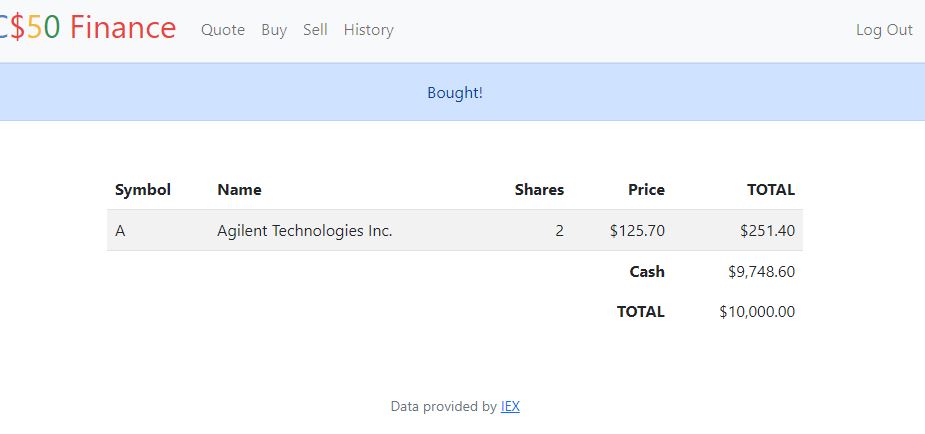 C$50 Finance Quote Buy Sell History Log Out
Bought!
Symbol Name Shares Price TOTAL
A Agilent Technologies Inc. 2 $125.70 $251.40
Cash $9,748.60
TOTAL $10,000.00
Data provided by IEX